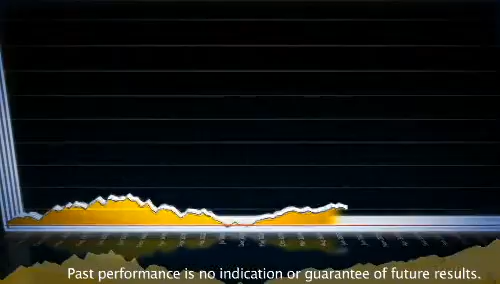 Past performance is no indication or guarantee of future results.